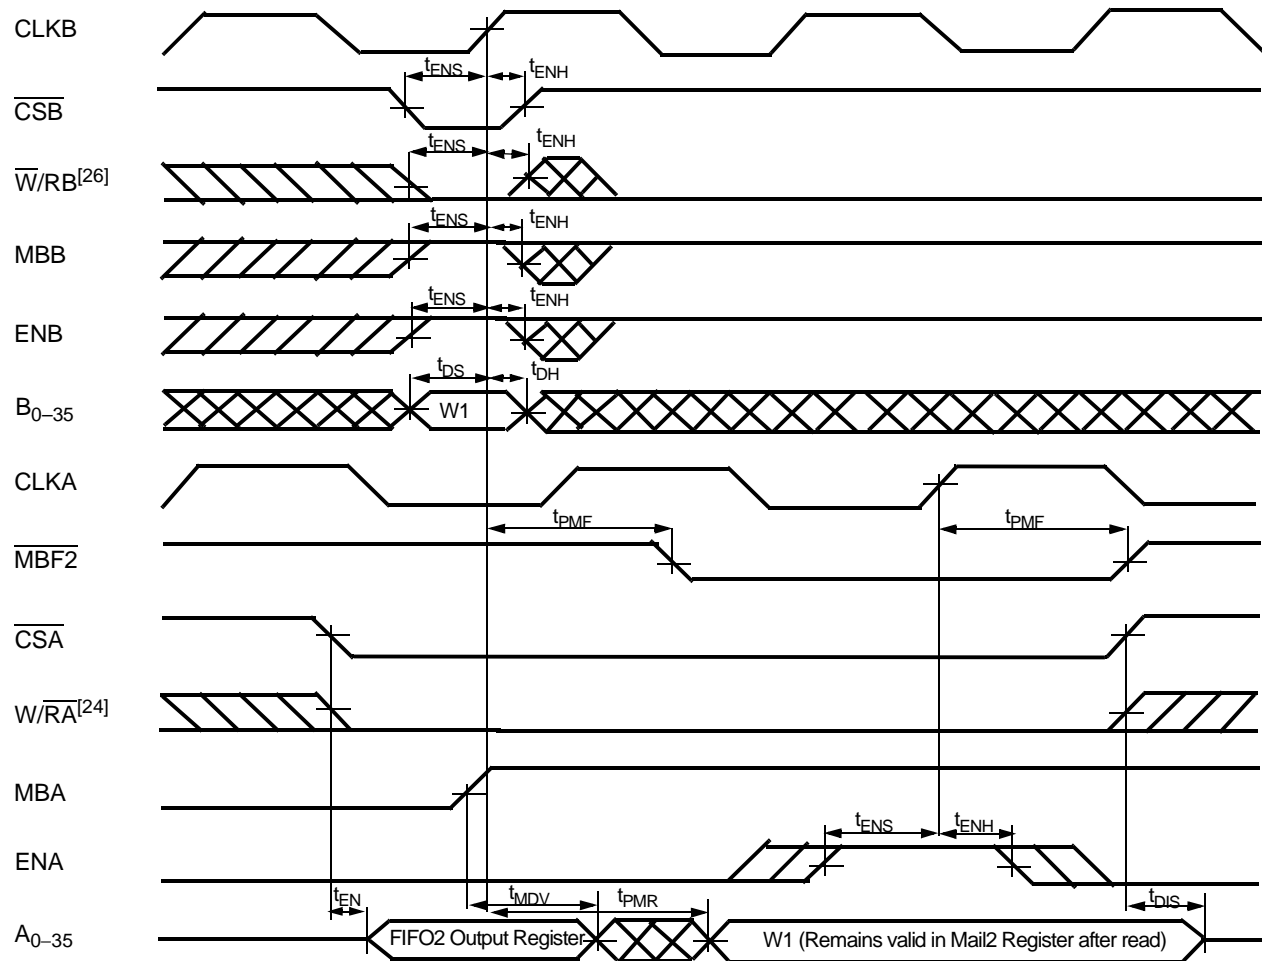 CLKB
tENS tENH
CSB
tENS tENH
W/RB[26]
tENS tENH
MBB
tENS tENH
ENB
tDS tDH
B0–35 W1
CLKA
tPMF tPMF
MBF2
CSA
W/RA[24]
MBA
tENS tENH
ENA
tEN tMDV tPMR tDIS
A0–35 FIFO2 Output Register W1 (Remains valid in Mail2 Register after read)